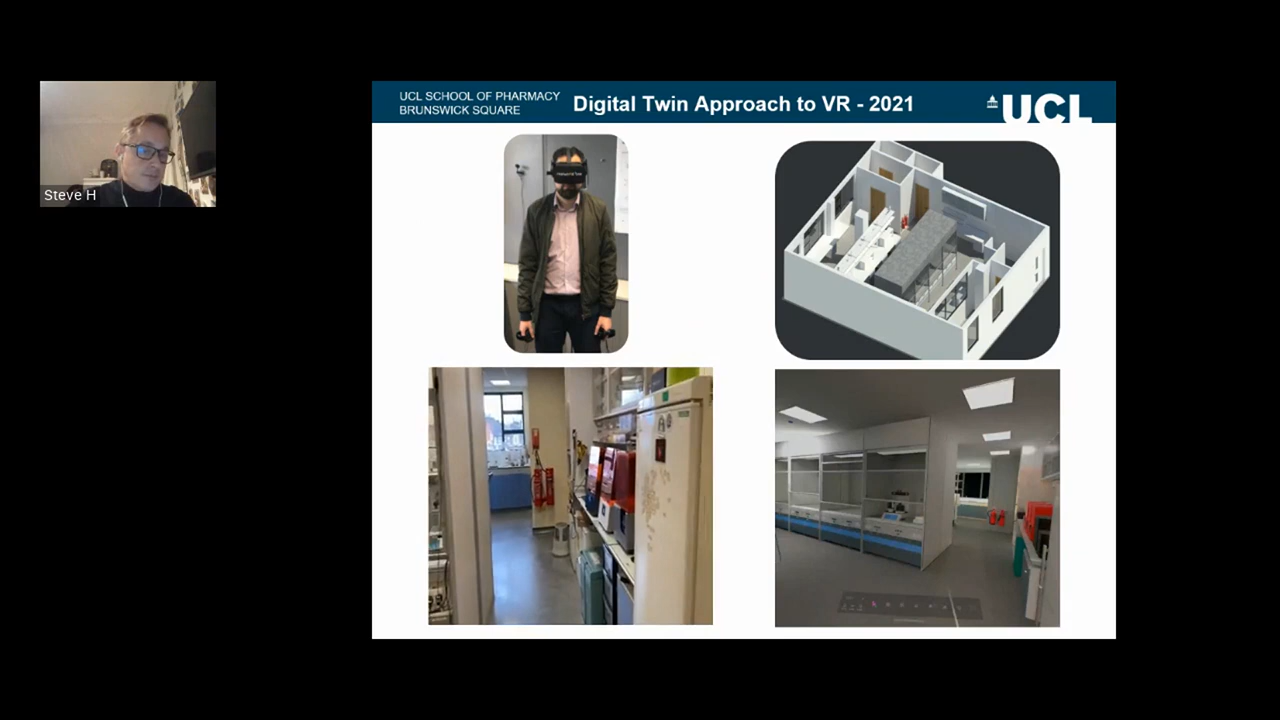 UCL SCHOOL OF PHARMACY
BRUNSWICK SQUARE
Digital Twin Approach to VR - 2021
UCL
Steve H